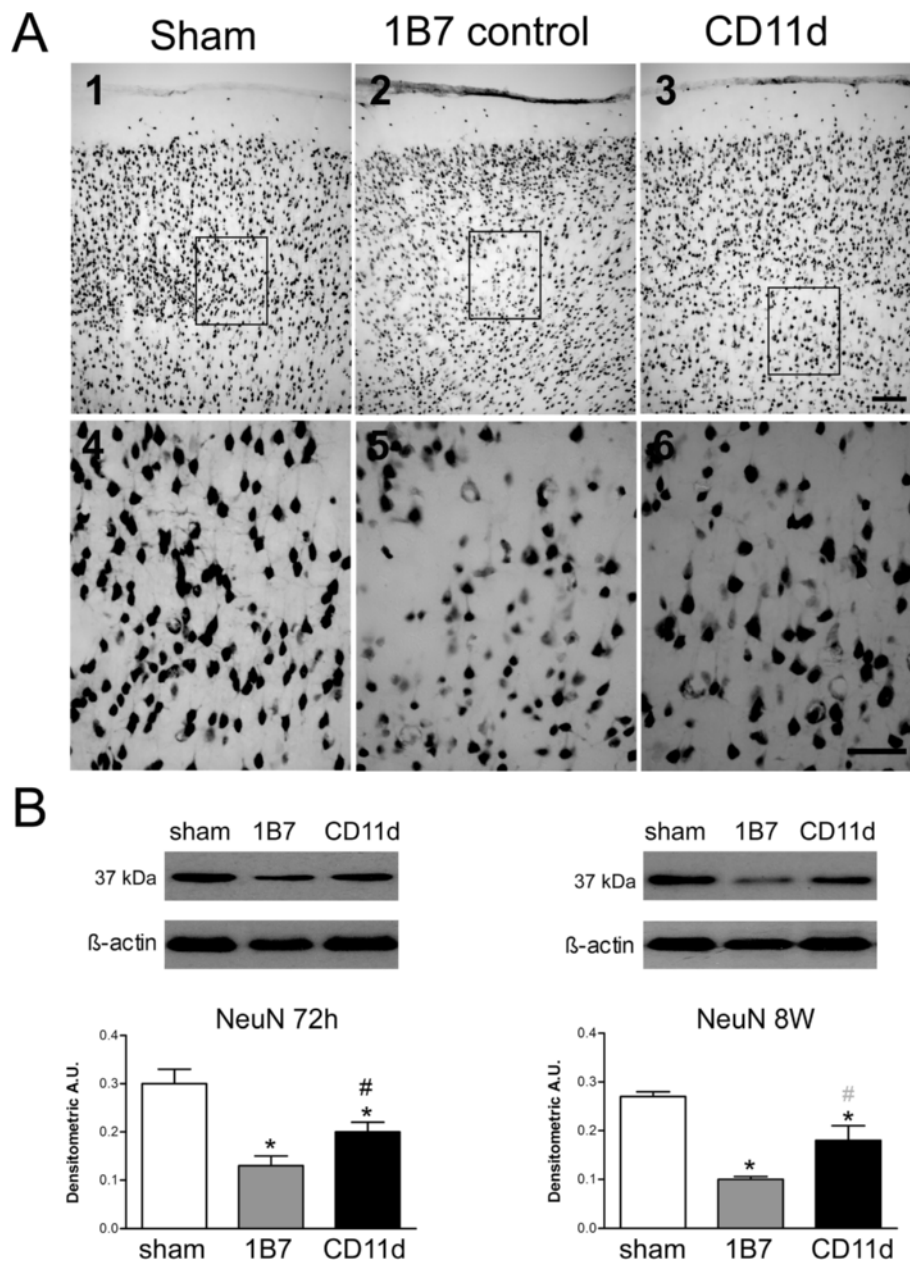 A
Sham 1B7 control CD11d
1 2 3
4 5 6
B
sham 1B7 CD11d
37 kDa
ß-actin
sham 1B7 CD11d
37 kDa
ß-actin
NeuN 72h
Densitometric A.U.
0.4
0.3
0.2
0.1
0.0
*
#
*
sham 1B7 CD11d
NeuN 8W
Densitometric A.U.
0.4
0.3
0.2
0.1
0.0
*
#
*
sham 1B7 CD11d